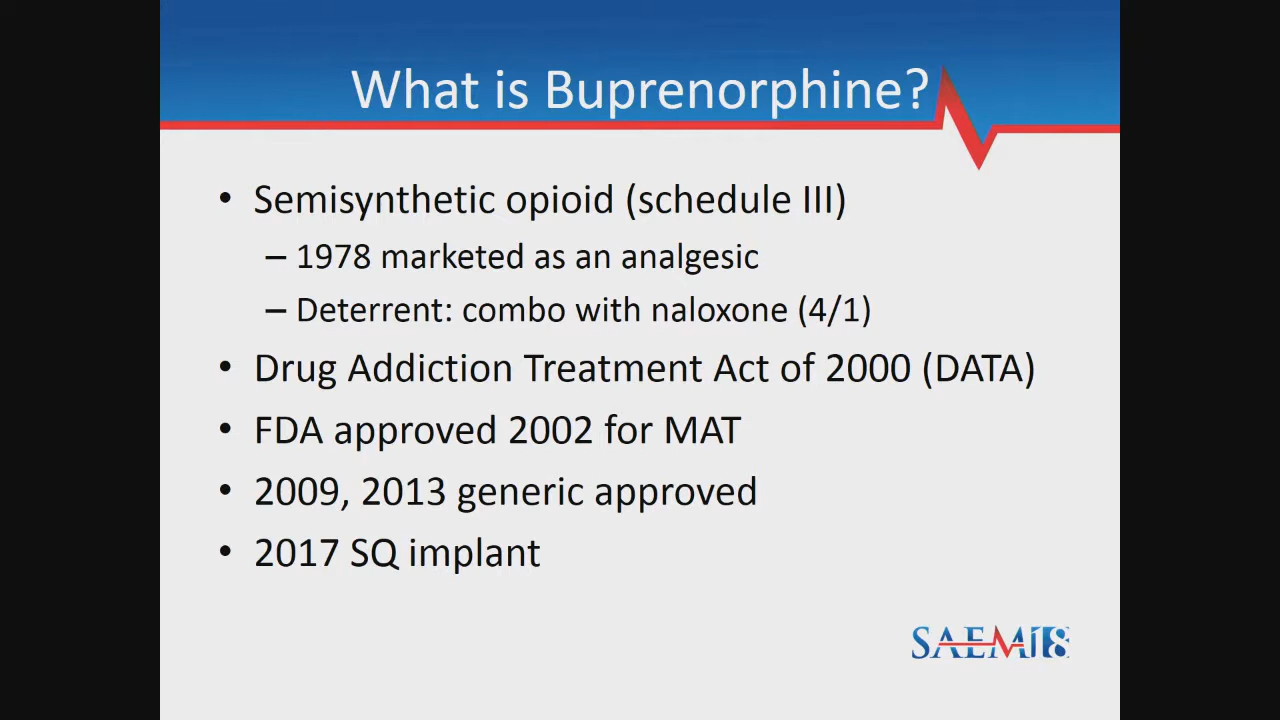 What is Buprenorphine?
• Semisynthetic opioid (schedule III)
– 1978 marketed as an analgesic
– Deterrent: combo with naloxone (4/1)
• Drug Addiction Treatment Act of 2000 (DATA)
• FDA approved 2002 for MAT
• 2009, 2013 generic approved
• 2017 SQ implant
SAEM18